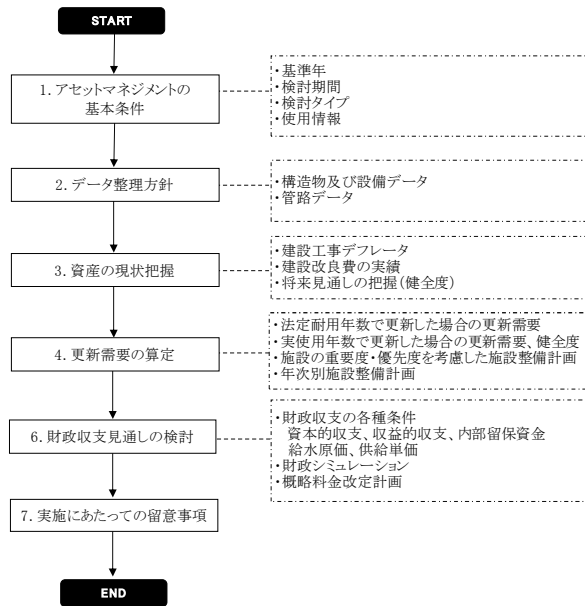 START
1. アセットマネジメントの
基本条件
・基準年
・検討期間
・検討タイプ
・使用情報
2. データ整理方針
・構造物及び設備データ
・管路データ
3. 資産の現状把握
・建設工事デフレータ
・建設改良費の実績
・将来見通しの把握(健全度)
4. 更新需要の算定
・法定耐用年数で更新した場合の更新需要
・実使用年数で更新した場合の更新需要、健全度
・施設の重要度・優先度を考慮した施設整備計画
・年次別施設整備計画
6. 財政収支見通しの検討
・財政収支の各種条件
資本的収支、収益的収支、内部留保資金
給水原価、供給単価
・財政シミュレーション
・概略料金改定計画
7. 実施にあたっての留意事項
END